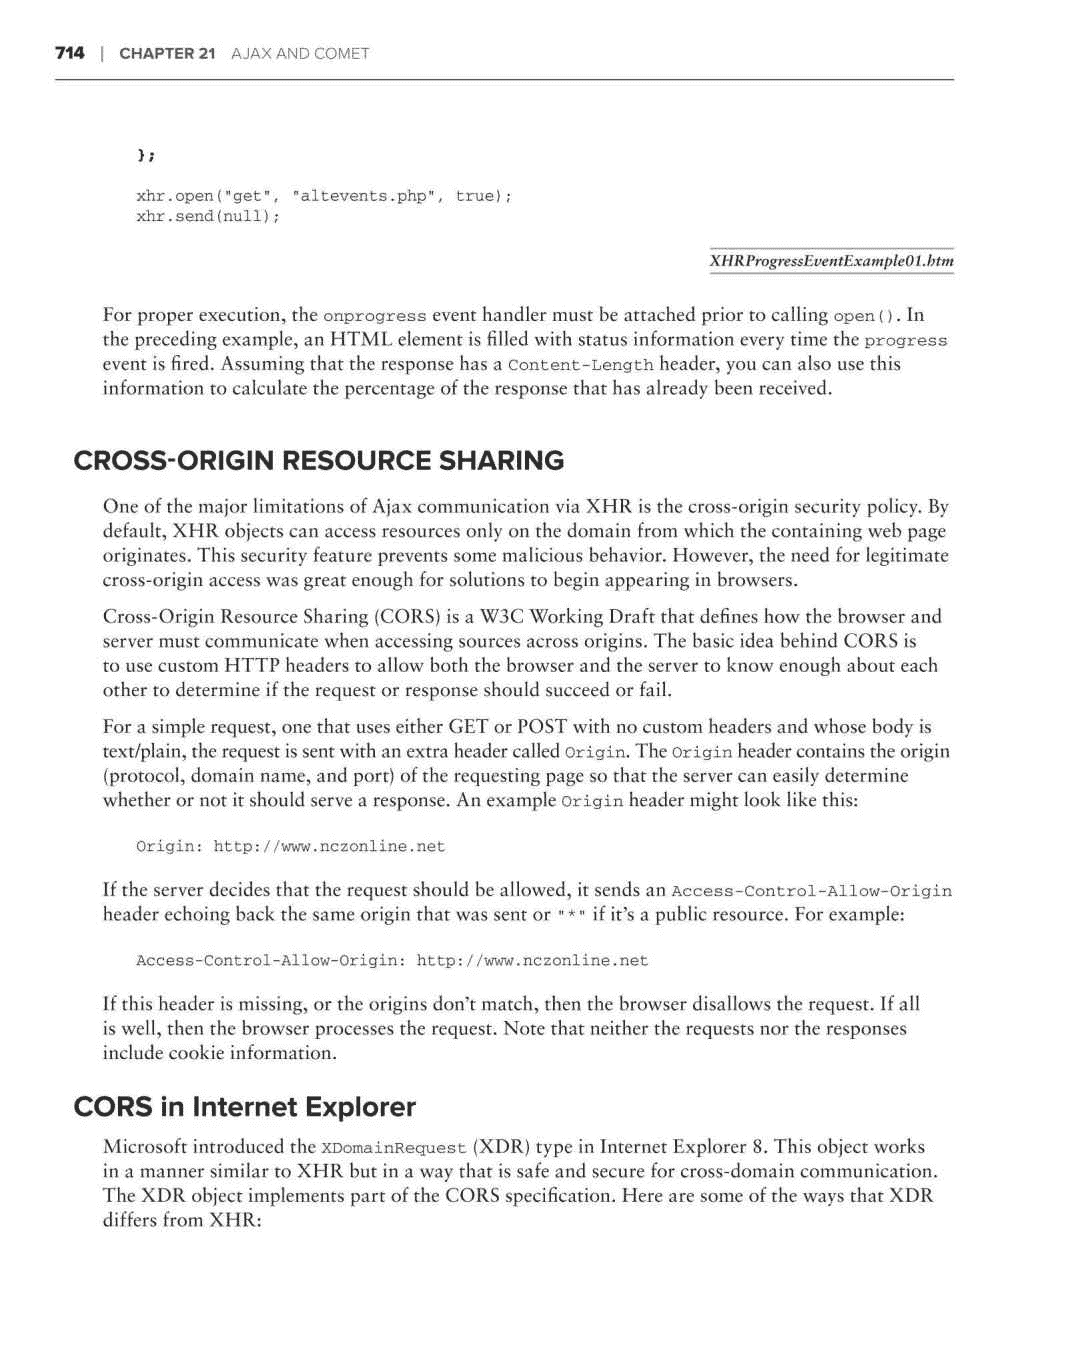 714 | CHAPTER 21 AJAX AND COMET
};
xhr.open("get", "altevents.php", true);
xhr.send(null);
XHRProgressEventExample01.htm
For proper execution, the onprogress event handler must be attached prior to calling open(). In
the preceding example, an HTML element is filled with status information every time the progress
event is fired. Assuming that the response has a Content-Length header, you can also use this
information to calculate the percentage of the response that has already been received.
CROSS-ORIGIN RESOURCE SHARING
One of the major limitations of Ajax communication via XHR is the cross-origin security policy. By
default, XHR objects can access resources only on the domain from which the containing web page
originates. This security feature prevents some malicious behavior. However, the need for legitimate
cross-origin access was great enough for solutions to begin appearing in browsers.
Cross-Origin Resource Sharing (CORS) is a W3C Working Draft that defines how the browser and
server must communicate when accessing sources across origins. The basic idea behind CORS is
to use custom HTTP headers to allow both the browser and the server to know enough about each
other to determine if the request or response should succeed or fail.
For a simple request, one that uses either GET or POST with no custom headers and whose body is
text/plain, the request is sent with an extra header called Origin. The Origin header contains the origin
(protocol, domain name, and port) of the requesting page so that the server can easily determine
whether or not it should serve a response. An example Origin header might look like this:
Origin: http://www.nczonline.net
If the server decides that the request should be allowed, it sends an Access-Control-Allow-Origin
header echoing back the same origin that was sent or "*" if it's a public resource. For example:
Access-Control-Allow-Origin: http://www.nczonline.net
If this header is missing, or the origins don't match, then the browser disallows the request. If all
is well, then the browser processes the request. Note that neither the requests nor the responses
include cookie information.
CORS in Internet Explorer
Microsoft introduced the XDomainRequest (XDR) type in Internet Explorer 8. This object works
in a manner similar to XHR but in a way that is safe and secure for cross-domain communication.
The XDR object implements part of the CORS specification. Here are some of the ways that XDR
differs from XHR: